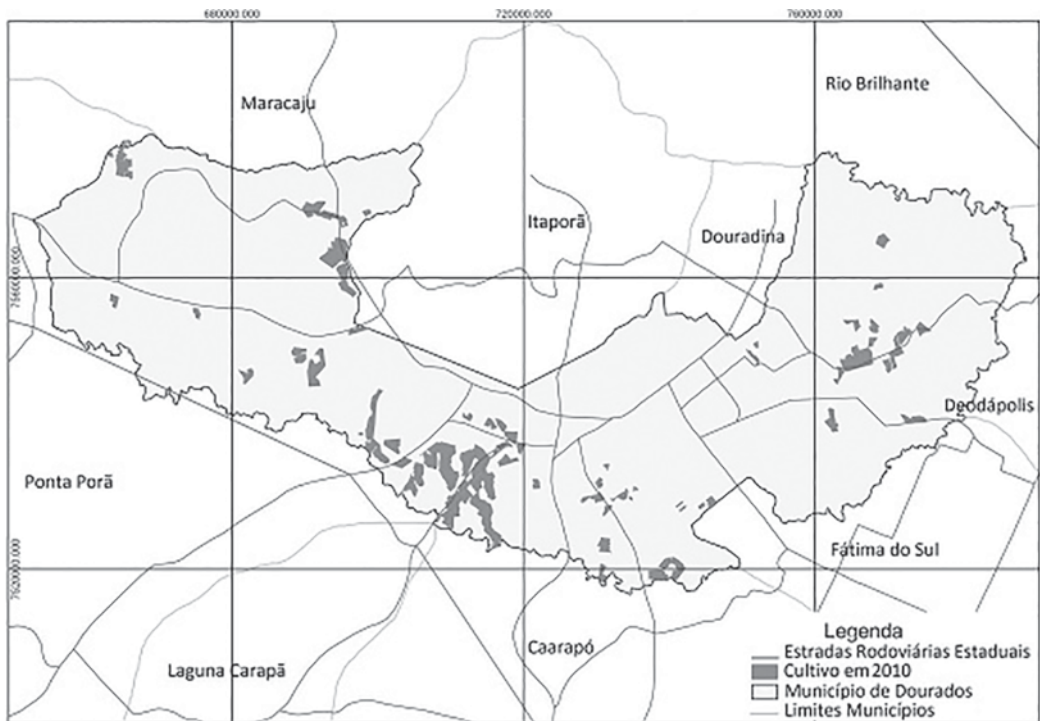 680000.000
720000.000
760000.000
Rio Brilhante
Maracaju
Itaporã
Douradina
7660000.000
Deodápolis
Ponta Porã
Fátima do Sul
7620000.000
Caarapó
Laguna Carapã
Legenda
Estradas Rodoviárias Estaduais
Cultivo em 2010
Município de Dourados
Limites Municípios